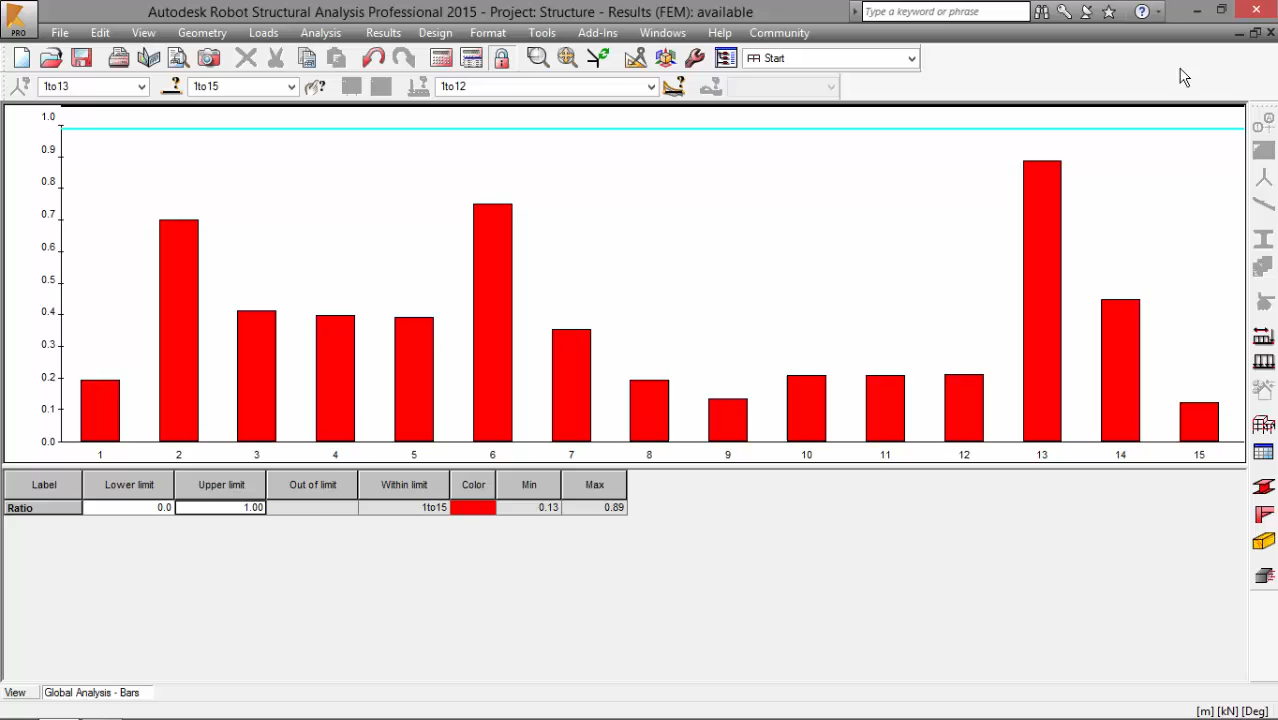 Autodesk Robot Structural Analysis Professional 2015 - Project: Structure - Results (FEM): available
Type a keyword or phrase
PRO
File Edit View Geometry Loads Analysis Results Design Format Tools Add-Ins Windows Help Community
Start
1to13
1to15
1to12
1.0
0.9
0.8
0.7
0.6
0.5
0.4
0.3
0.2
0.1
0.0
1 2 3 4 5 6 7 8 9 10 11 12 13 14 15
Label Lower limit Upper limit Out of limit Within limit Color Min Max
Ratio 0.0 1.00 1to15 0.13 0.89
View Global Analysis - Bars
[m] [kN] [Deg]